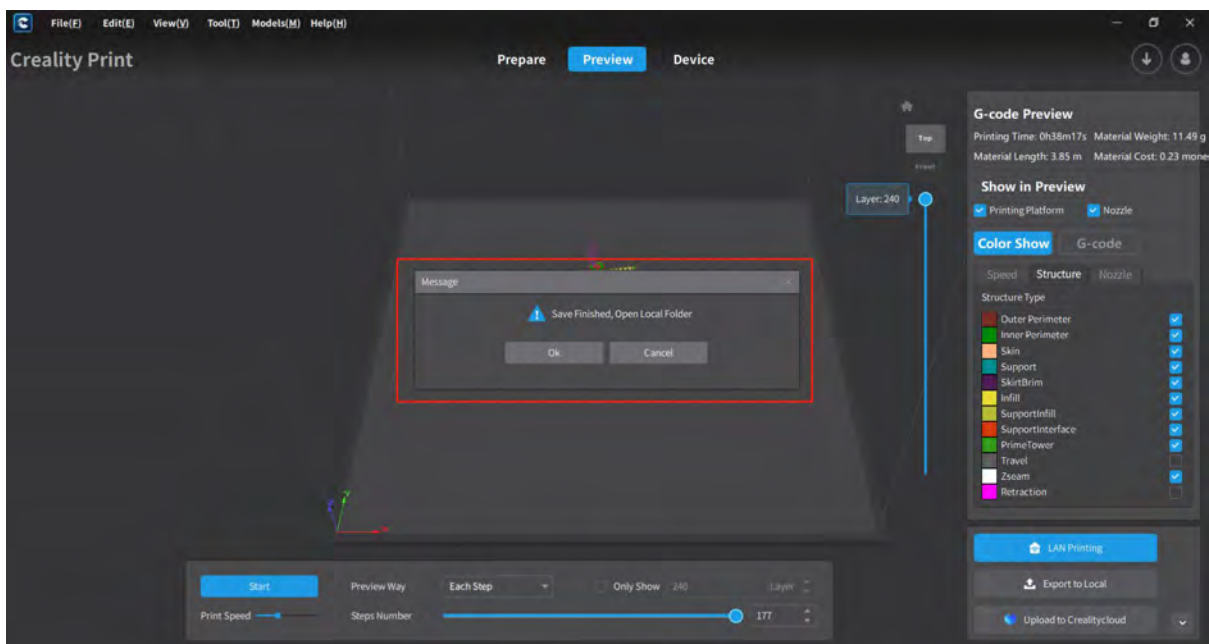 File(F) Edit(E) View(V) Tool(T) Models(M) Help(H)
Creality Print
Prepare Preview Device
Top
Front
Layer: 240
G-code Preview
Printing Time: 0h38m17s Material Weight: 11.49 g
Material Length: 3.85 m Material Cost: 0.23 mone
Show in Preview
Printing Platform Nozzle
Color Show G-code
Speed Structure Nozzle
Structure Type
Outer Perimeter
Inner Perimeter
Skin
Support
SkirtBrim
Infill
SupportInfill
SupportInterface
PrimeTower
Travel
Zseam
Retraction
Message
Save Finished, Open Local Folder
Ok Cancel
LAN Printing
Export to Local
Upload to Crealitycloud
Start Preview Way Each Step Only Show 240 Layer
Print Speed Steps Number 177